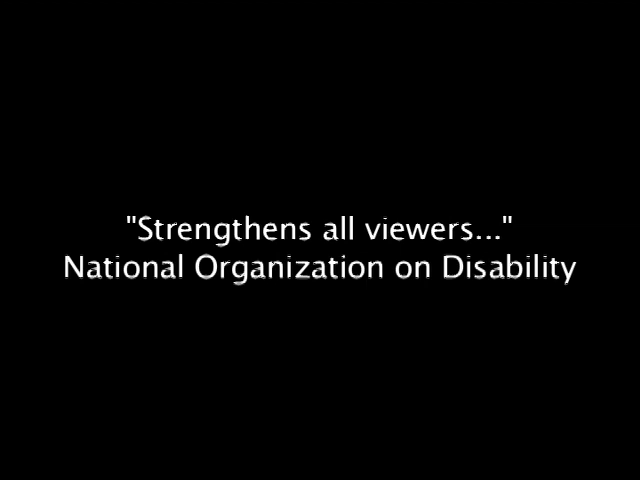 "Strengthens all viewers..."
National Organization on Disability